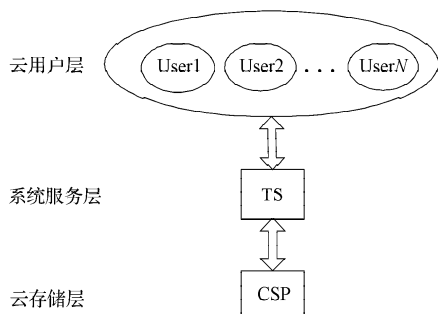 云用户层 User1 User2 . . . UserN
系统服务层 TS
云存储层 CSP